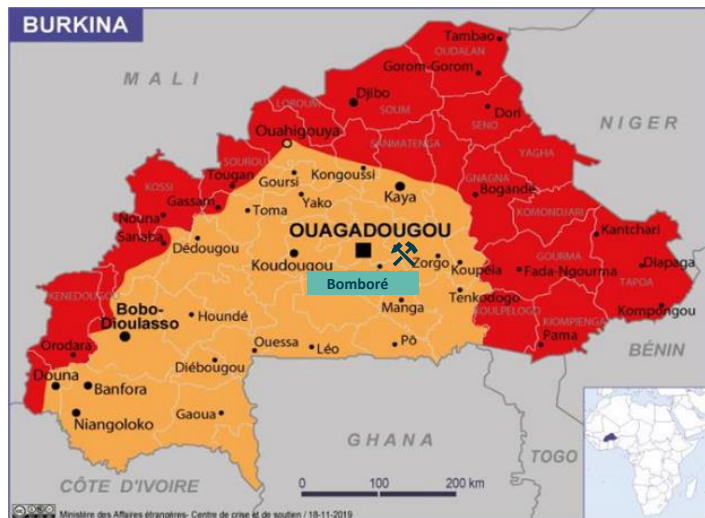 BURKINA
MALI
NIGER
Tambao
OUDALAN
Gorom-Gorom
Djibo
LOROUM
SOUM
Dori
SENO
Ouahigouya
SANMATENGA
YAGHA
SOUROU
Tougan
Goursi
Kongoussi
GNAGNA
KOSSI
Gassam
Yako
Kaya
Bogandé
Toma
KOMONDJARI
Nouna
Sanaba
OUAGADOUGOU
Kantchari
Dédougou
Koudougou
Zorgo
Koupéla
GOURMA
Fada-Ngourma
Diapaga
TAPOA
Bomboré
KENEDOUGOU
Tenkodogo
Manga
KOULPELOGO
KIOMPIENGA
Kompongou
Bobo-
Dioulasso
Houndé
Pama
Orodara
Ouessa
Léo
Pô
BÉNIN
Douna
Diébougou
Banfora
Niangoloko
Gaoua
GHANA
TOGO
CÔTE D'IVOIRE
0 100 200 km
Ministère des Affaires étrangères- Centre de crise et de soutien / 18-11-2019